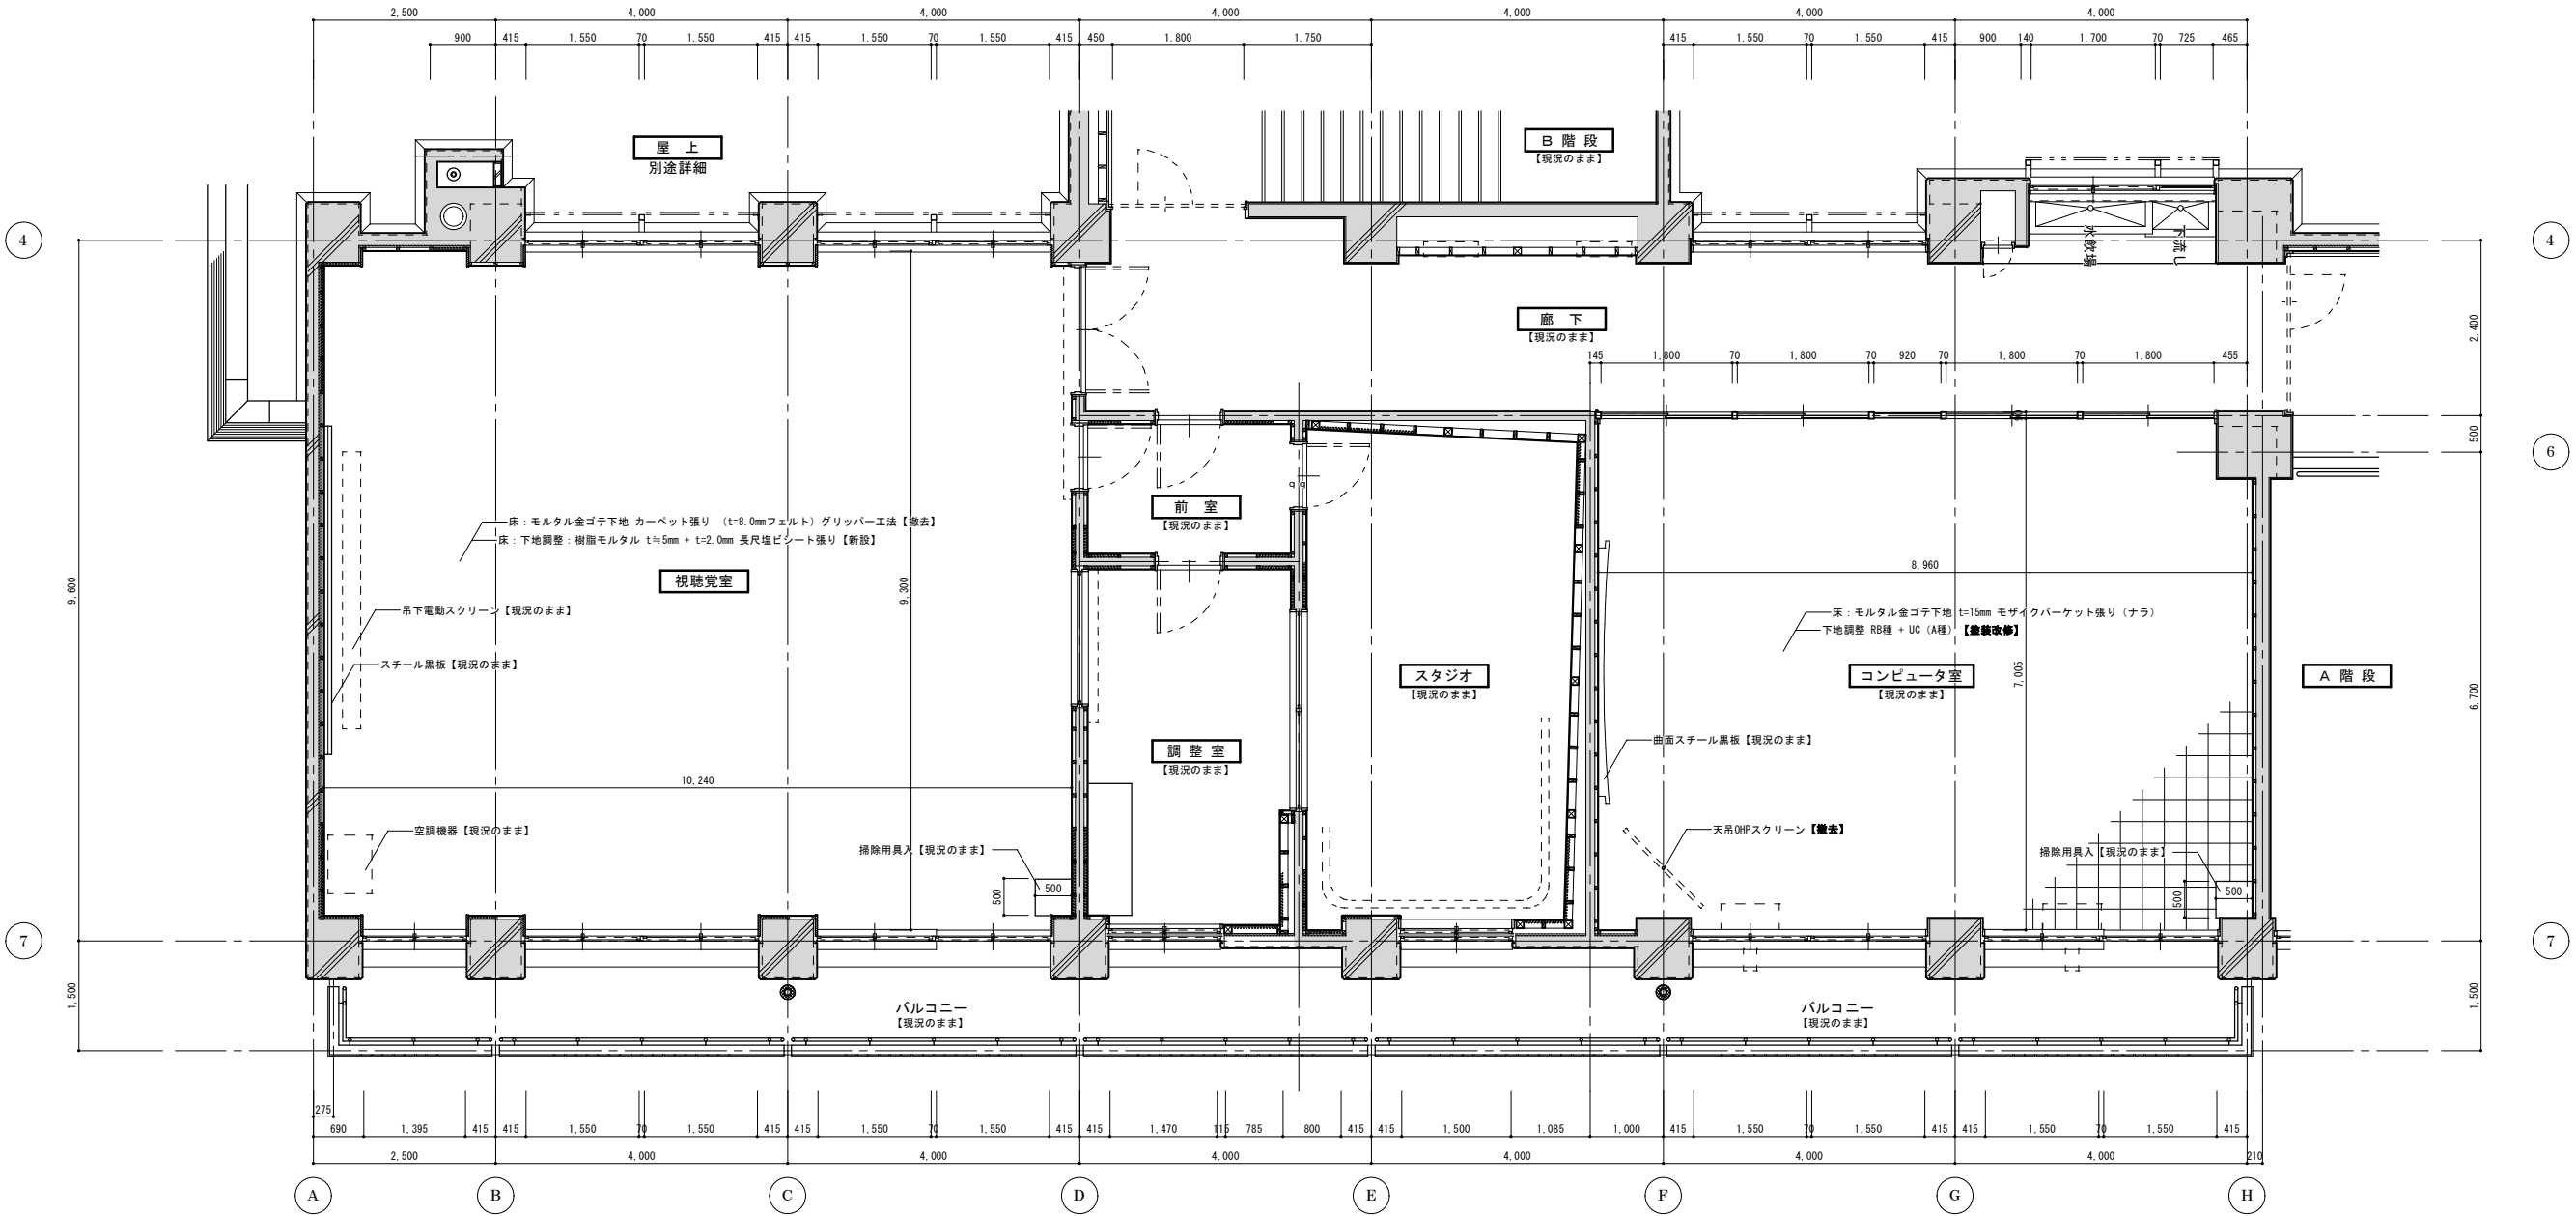 2,500 4,000 4,000 4,000 4,000 4,000 4,000
900 415 1,550 70 1,550 415 415 1,550 70 1,550 415 450 1,800 1,750 415 1,550 70 1,550 415 900 140 1,700 70 725 465
屋 上
別途詳細
B 階 段
【現況のまま】
水飲場
下流し
4
4
廊 下
【現況のまま】
2,400
145 1,800 70 1,800 70 920 70 1,800 70 1,800 455
500
6
前 室
【現況のまま】
床：モルタル金ゴテ下地 カーペット張り （t=8.0mmフェルト）グリッパー工法【撤去】
床：下地調整：樹脂モルタル t≒5mm + t=2.0mm 長尺塩ビシート張り【新設】
視聴覚室
9,600
9,300
8,960
吊下電動スクリーン【現況のまま】
スチール黒板【現況のまま】
床：モルタル金ゴテ下地 t=15mm モザイクパーケット張り（ナラ）
下地調整 RB種 + UC（A種）【塗装改修】
スタジオ
【現況のまま】
コンピュータ室
【現況のまま】
7,005
A 階 段
6,700
調 整 室
【現況のまま】
曲面スチール黒板【現況のまま】
10,240
空調機器【現況のまま】
天吊OHPスクリーン【撤去】
掃除用具入【現況のまま】
500
500
掃除用具入【現況のまま】
500
500
7
7
1,500
1,500
バルコニー
【現況のまま】
バルコニー
【現況のまま】
275
690 1,395 415 415 1,550 70 1,550 415 415 1,550 70 1,550 415 415 1,470 115 785 800 415 415 1,500 1,085 1,000 415 1,550 70 1,550 415 415 1,550 70 1,550 415
2,500 4,000 4,000 4,000 4,000 4,000 4,000 210
A B C D E F G H